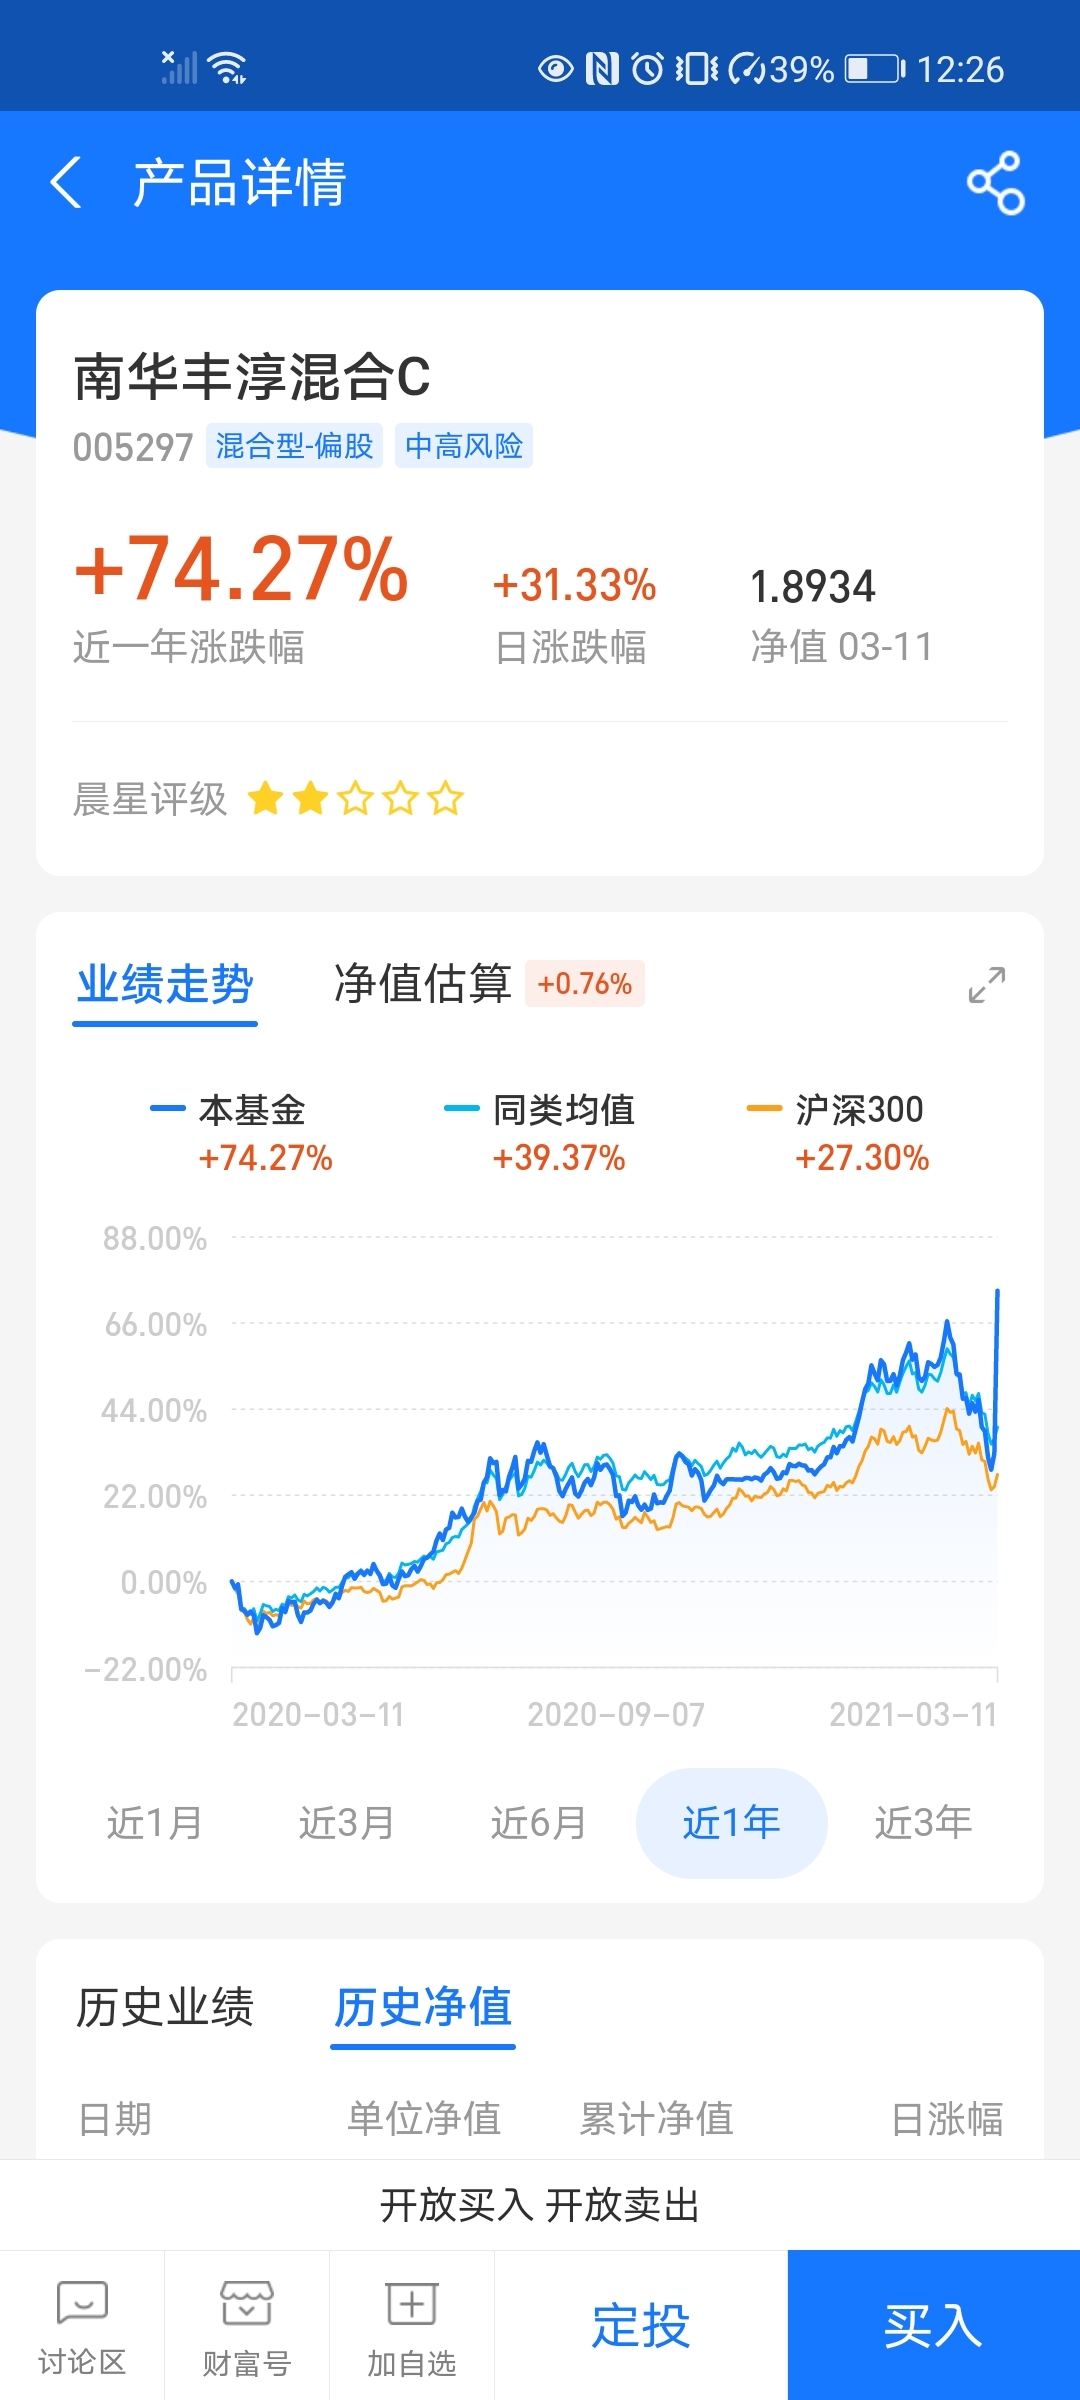 39% 12:26
产品详情
南华丰淳混合C
005297 混合型-偏股 中高风险
+74.27% +31.33% 1.8934
近一年涨跌幅 日涨跌幅 净值 03-11
晨星评级
业绩走势 净值估算 +0.76%
本基金 同类均值 沪深300
+74.27% +39.37% +27.30%
88.00%
66.00%
44.00%
22.00%
0.00%
-22.00%
2020-03-11 2020-09-07 2021-03-11
近1月 近3月 近6月 近1年 近3年
历史业绩 历史净值
日期 单位净值 累计净值 日涨幅
开放买入 开放卖出
讨论区 财富号 加自选 定投 买入